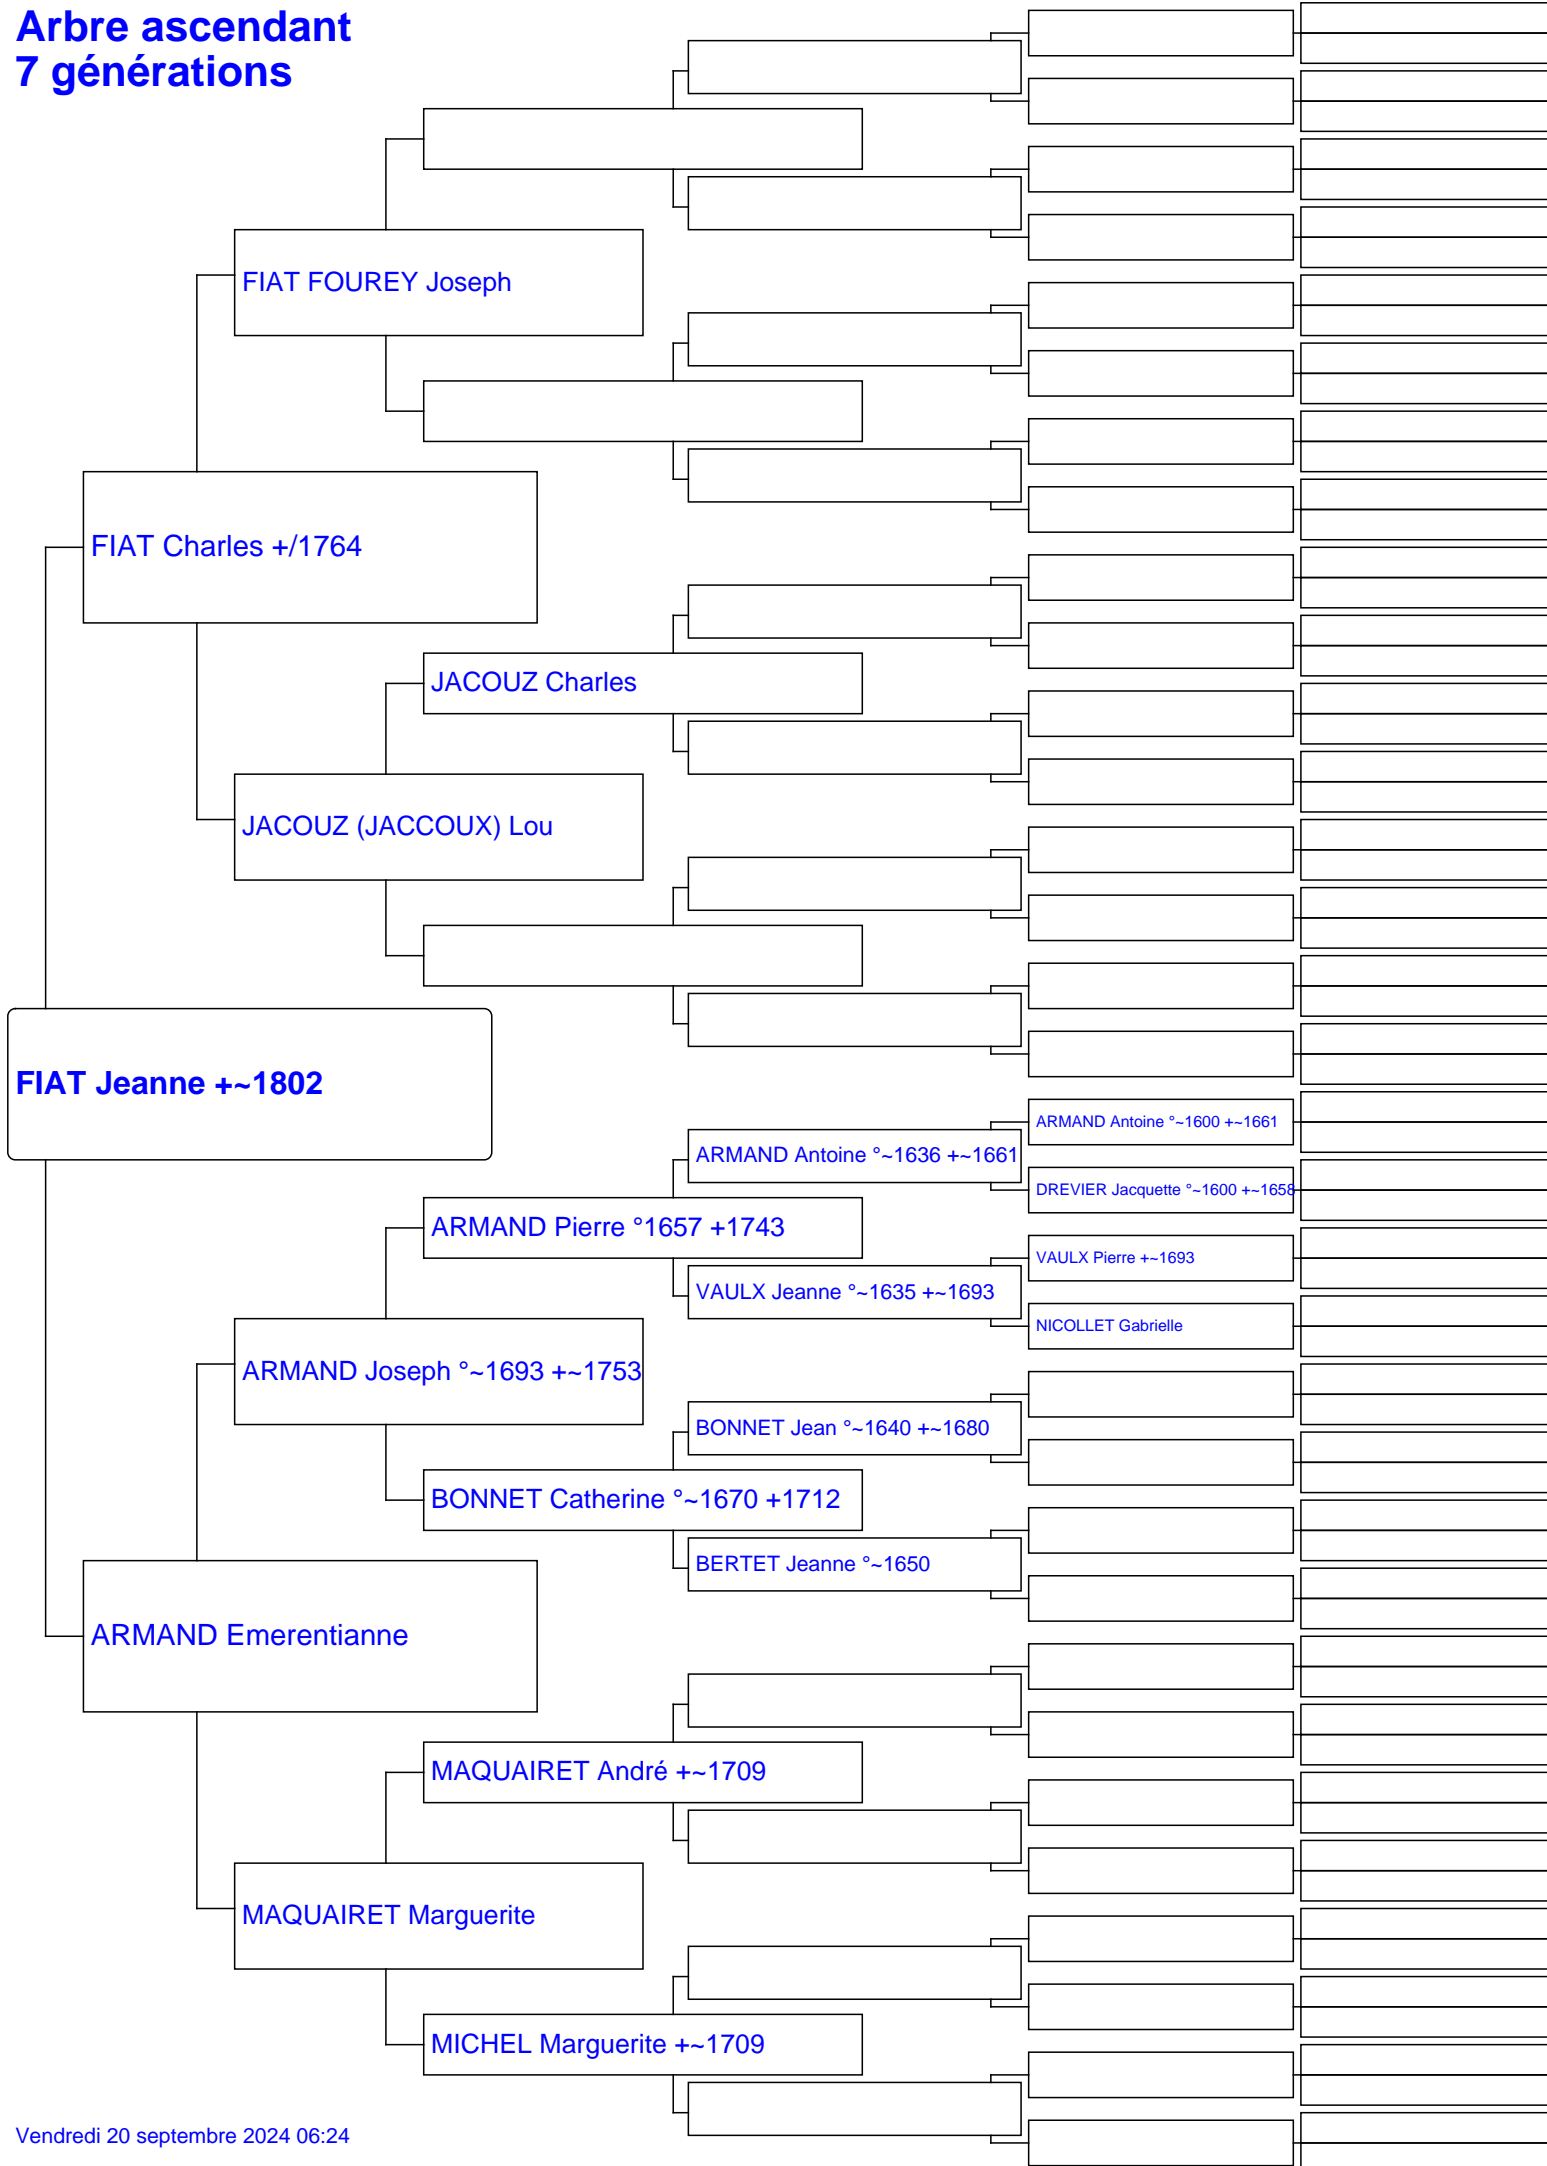 Arbre ascendant
7 générations
FIAT FOUREY Joseph
FIAT Charles +/1764
JACOUZ Charles
JACOUZ (JACCOUX) Lou
FIAT Jeanne +~1802
ARMAND Antoine °~1600 +~1661
ARMAND Antoine °~1636 +~1661
DREVIER Jacquette °~1600 +~1658
ARMAND Pierre °1657 +1743
VAULX Pierre +~1693
VAULX Jeanne °~1635 +~1693
NICOLLET Gabrielle
ARMAND Joseph °~1693 +~1753
BONNET Jean °~1640 +~1680
BONNET Catherine °~1670 +1712
BERTET Jeanne °~1650
ARMAND Emerentianne
MAQUAIRET André +~1709
MAQUAIRET Marguerite
MICHEL Marguerite +~1709
Vendredi 20 septembre 2024 06:24